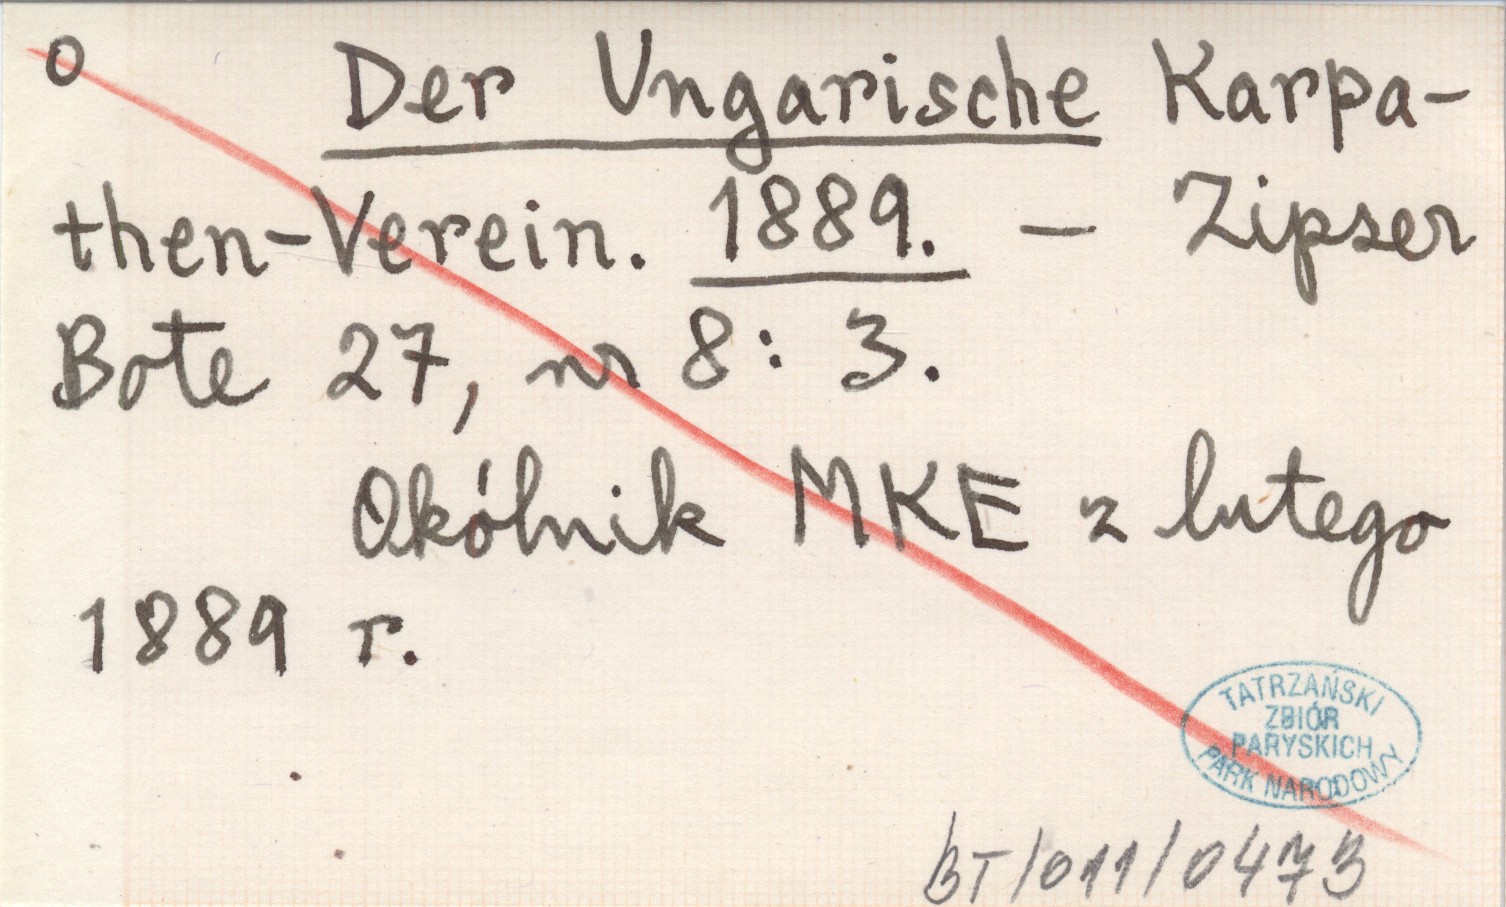 o Der Ungarische Karpa-
then-Verein. 1889. — Zipser
Bote 27, nr 8: 3.
Okólnik MKE z lutego
1889 r.
TATRZAŃSKI
ZBIÓR
PARYSKICH
PARK NARODOWY
BT/011/0473